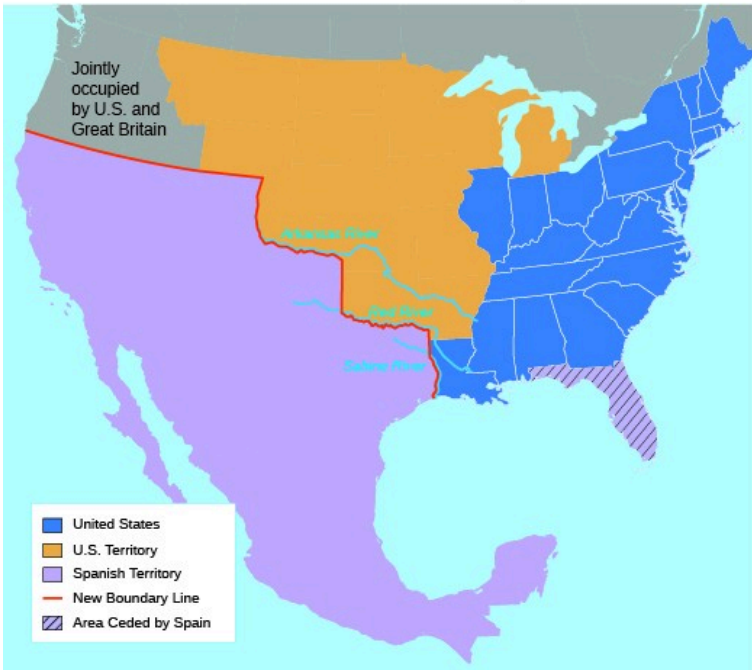 Jointly
occupied
by U.S. and
Great Britain
Arkansas River
Red River
Sabine River
United States
U.S. Territory
Spanish Territory
New Boundary Line
Area Ceded by Spain